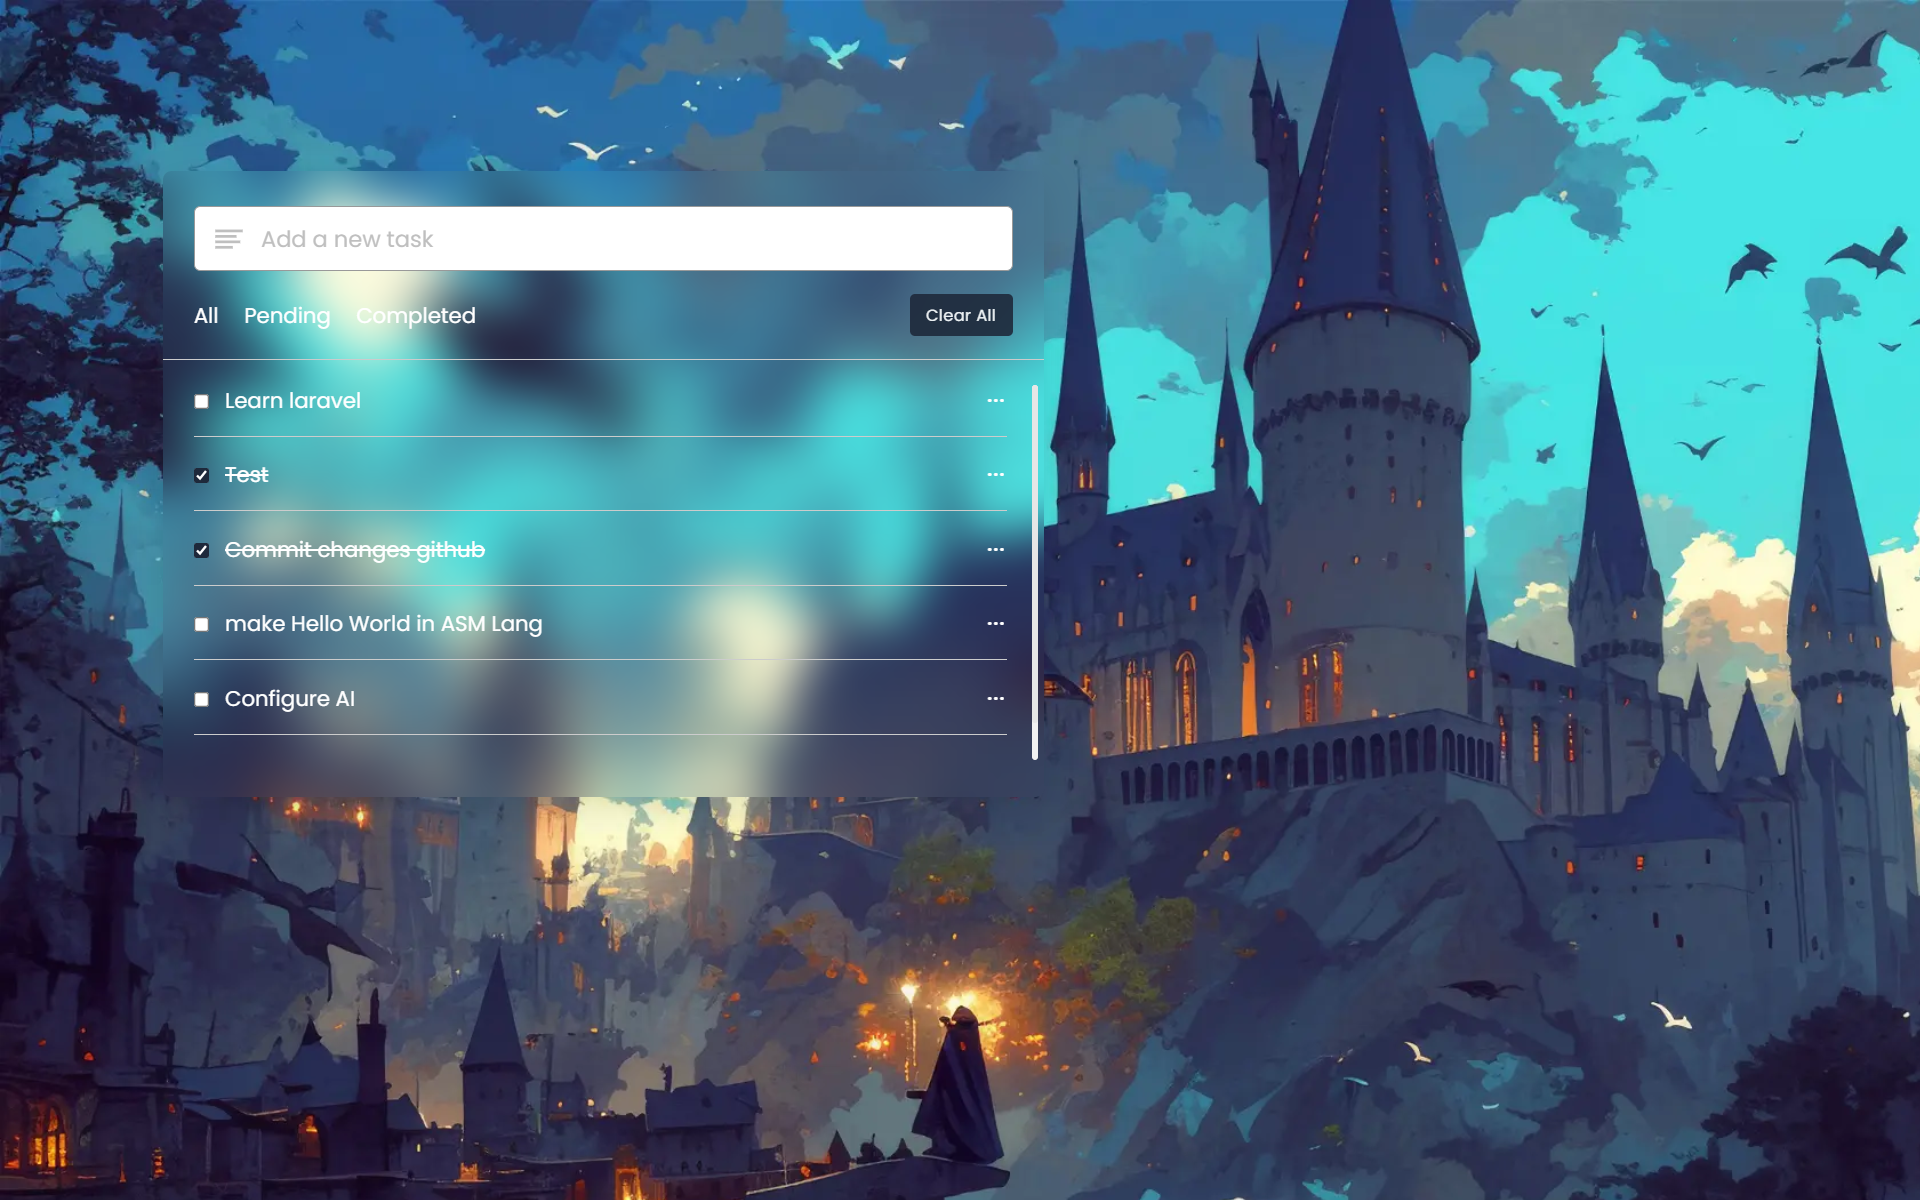 Add a new task
All Pending Completed Clear All
Learn laravel
Test
Commit changes github
make Hello World in ASM Lang
Configure AI